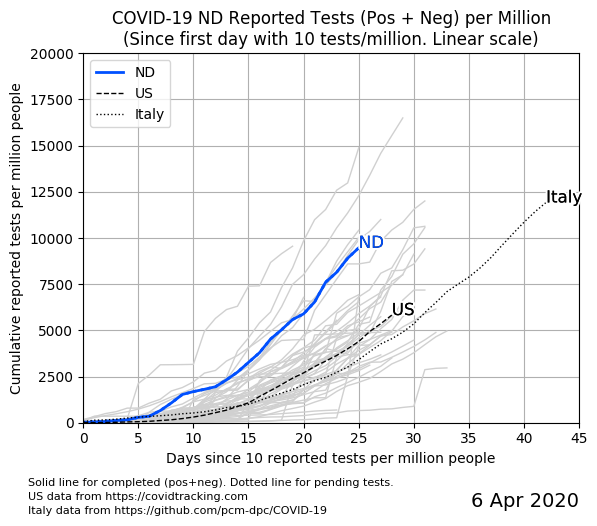 COVID-19 ND Reported Tests (Pos + Neg) per Million
(Since first day with 10 tests/million. Linear scale)
Cumulative reported tests per million people
20000
17500
15000
12500
10000
7500
5000
2500
0
ND
US
Italy
Italy
ND
US
0 5 10 15 20 25 30 35 40 45
Days since 10 reported tests per million people
Solid line for completed (pos+neg). Dotted line for pending tests.
US data from https://covidtracking.com
Italy data from https://github.com/pcm-dpc/COVID-19
6 Apr 2020